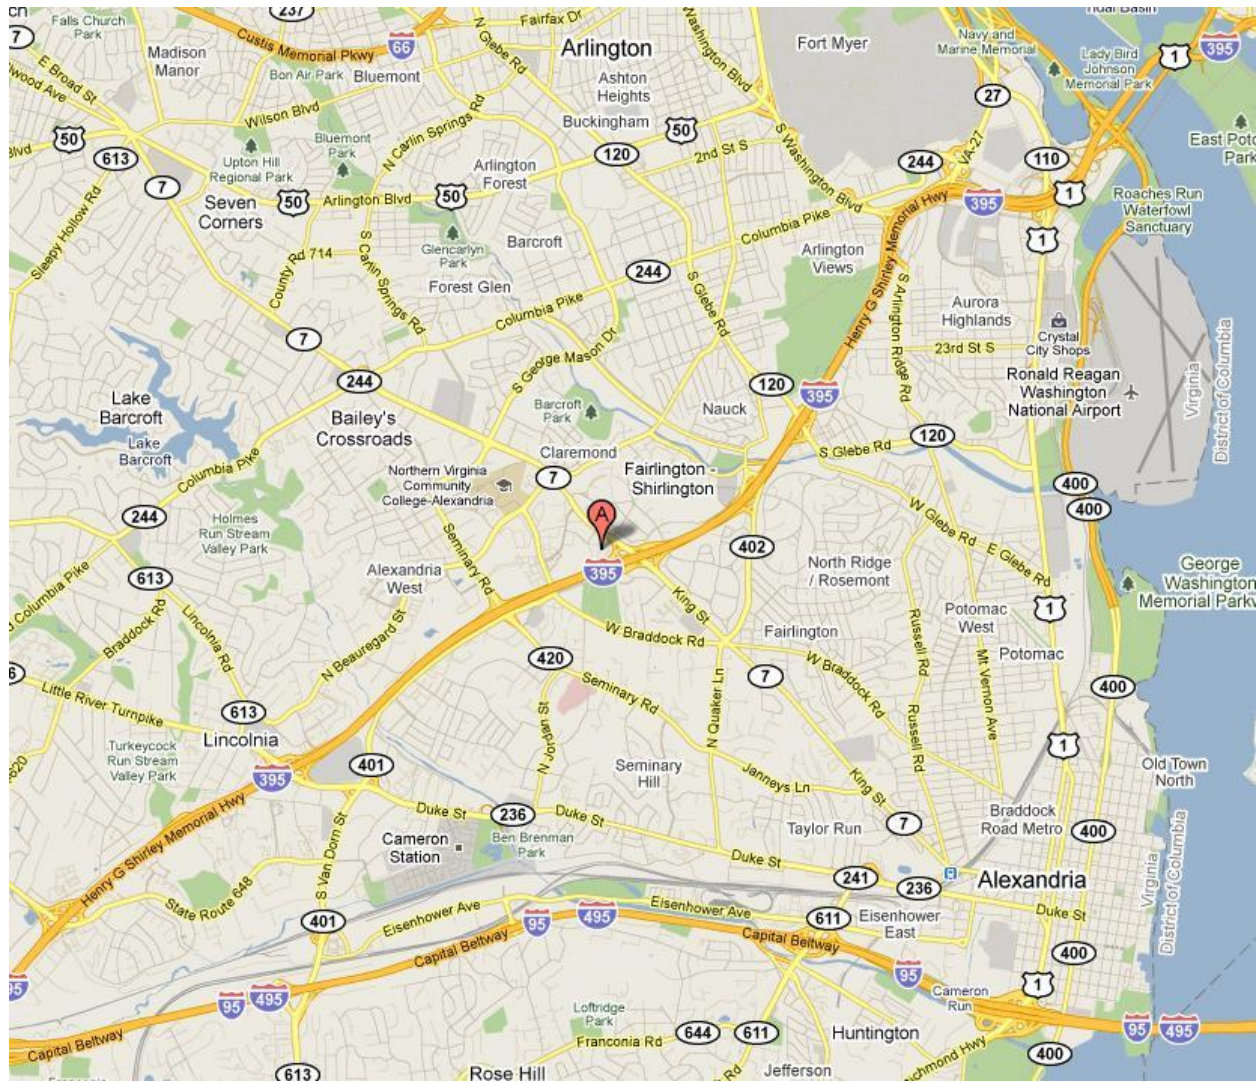 ch
Falls Church
Park
237
Fairfax Dr
Tidal Basin
7
Madison
Manor
Custis Memorial Pkwy
66
N Glebe Rd
Arlington
Washington Blvd
Fort Myer
Navy and
Marine Memorial
1
395
E Broad St
Bon Air Park
Bluemont
Ashton
Heights
Lady Bird
Johnson
Memorial Park
27
Wilson Blvd
N Carlin Springs Rd
Buckingham
50
50
Blvd
613
Bluemont
Park
120
2nd St S
S Washington Blvd
244
VA-27
110
East Poto
Park
Upton Hill
Regional Park
Arlington
Forest
7
Seven
Corners
50
Arlington Blvd
50
395
1
Roaches Run
Waterfowl
Sanctuary
Sleepy Hollow Rd
County Rd 714
S Carlin Springs Rd
Glencarlyn
Park
Barcroft
Columbia Pike
Arlington
Views
Henry G Shirley Memorial Hwy
1
Forest Glen
244
S Glebe Rd
S Arlington Ridge Rd
Aurora
Highlands
Columbia Pike
7
S George Mason Dr
23rd St S
Crystal
City Shops
Virginia
District of Columbia
244
120
395
Ronald Reagan
Washington
National Airport
Lake
Barcroft
Bailey's
Crossroads
Barcroft
Park
Nauck
Lake
Barcroft
Columbia Pike
Claremond
S Glebe Rd
120
Northern Virginia
Community
College-Alexandria
7
Fairlington -
Shirlington
400
400
244
Holmes
Run Stream
Valley Park
Seminary Rd
A
W Glebe Rd
E Glebe Rd
402
Columbia Pike
613
Alexandria
West
395
North Ridge
/ Rosemont
George
Washington
Memorial Parkw
Braddock Rd
Lincolnia Rd
N Beauregard St
King St
W Braddock Rd
Fairlington
Russell Rd
Potomac
West
1
Potomac
420
Seminary Rd
7
W Braddock Rd
Mt Vernon Ave
400
6
Little River Turnpike
613
Lincolnia
N Jordan St
N Quaker Ln
Russell Rd
1
Turkeycock
Run Stream
Valley Park
395
401
Seminary
Hill
Janneys Ln
King St
Old Town
North
620
Henry G Shirley Memorial Hwy
Duke St
236
Duke St
Taylor Run
7
Braddock
Road Metro
400
Cameron
Station
Ben Brenman
Park
Duke St
S Van Dorn St
State Route 648
241
236
Alexandria
Virginia
District of Columbia
401
Eisenhower Ave
95
495
Eisenhower Ave
611
Eisenhower
East
Duke St
Capital Beltway
Capital Beltway
400
95
95
495
95
Cameron
Run
1
Capital Beltway
Loftridge
Park
Franconia Rd
644
611
Huntington
95
495
Richmond Hwy
400
613
Rose Hill
Jefferson